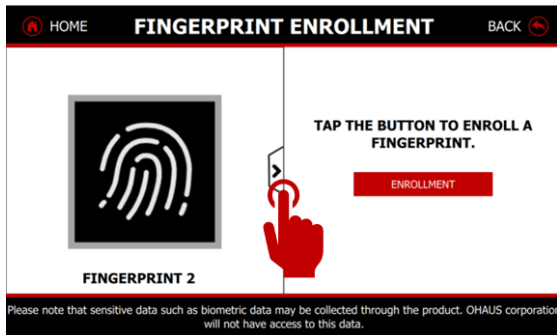 HOME FINGERPRINT ENROLLMENT BACK
TAP THE BUTTON TO ENROLL A
FINGERPRINT.
ENROLLMENT
FINGERPRINT 2
Please note that sensitive data such as biometric data may be collected through the product. OHAUS corporation
will not have access to this data.